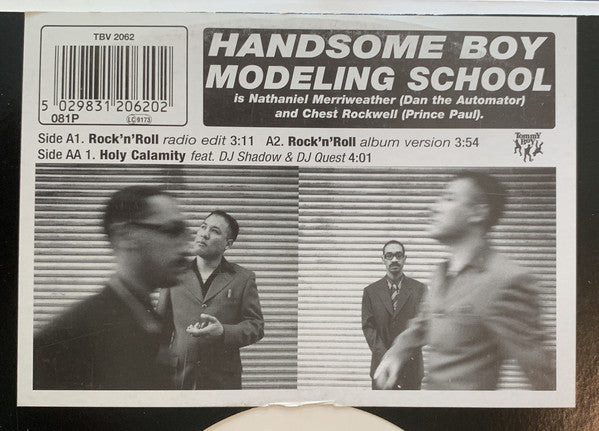 TBV 2062
5 029831 206202
081P
LC 9173
HANDSOME BOY
MODELING SCHOOL
is Nathaniel Merriweather (Dan the Automator)
and Chest Rockwell (Prince Paul).
Side A1. Rock'n'Roll radio edit 3:11 A2. Rock'n'Roll album version 3:54
Side AA 1. Holy Calamity feat. DJ Shadow & DJ Quest 4:01
Tommy
Boy